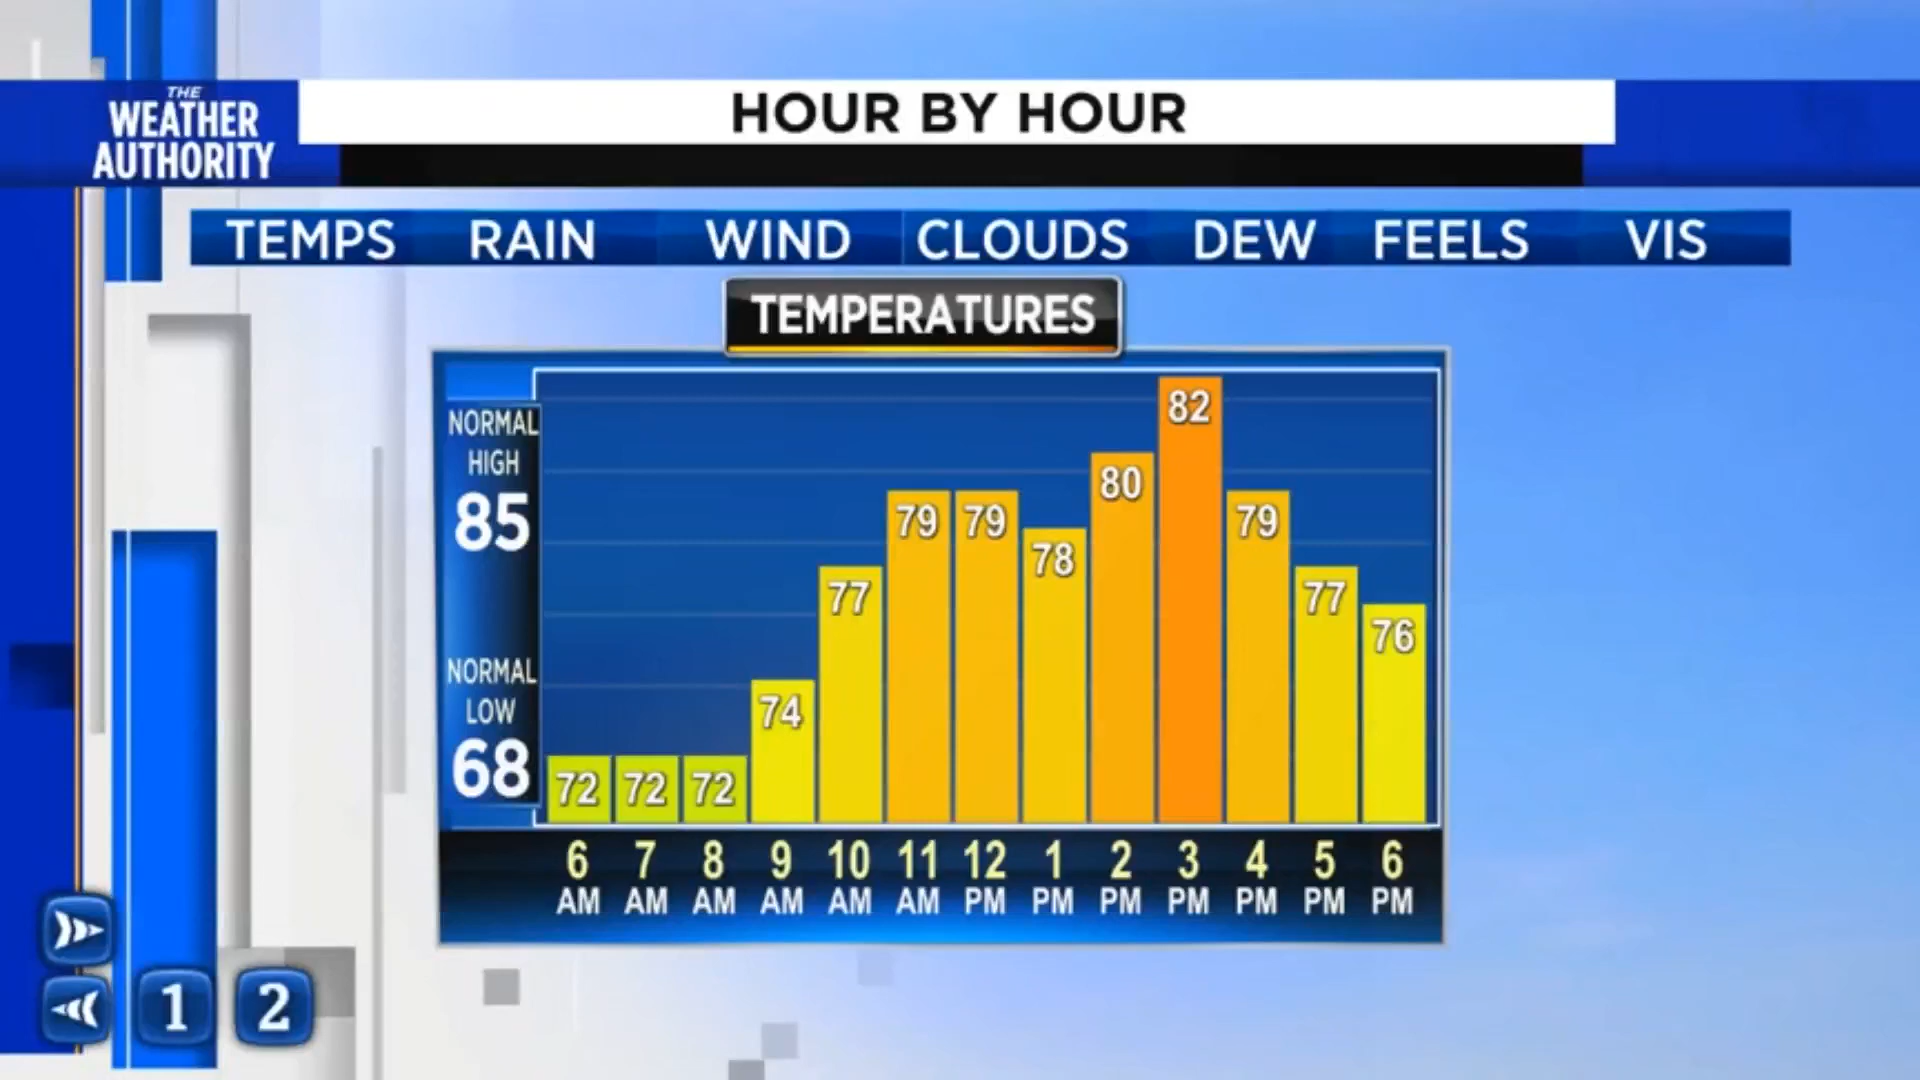 THE
WEATHER
AUTHORITY
HOUR BY HOUR
TEMPS RAIN WIND CLOUDS DEW FEELS VIS
TEMPERATURES
NORMAL
HIGH
85
NORMAL
LOW
68
72 72 72 74 77 79 79 78 80 82 79 77 76
6 7 8 9 10 11 12 1 2 3 4 5 6
AM AM AM AM AM AM PM PM PM PM PM PM PM
1 2